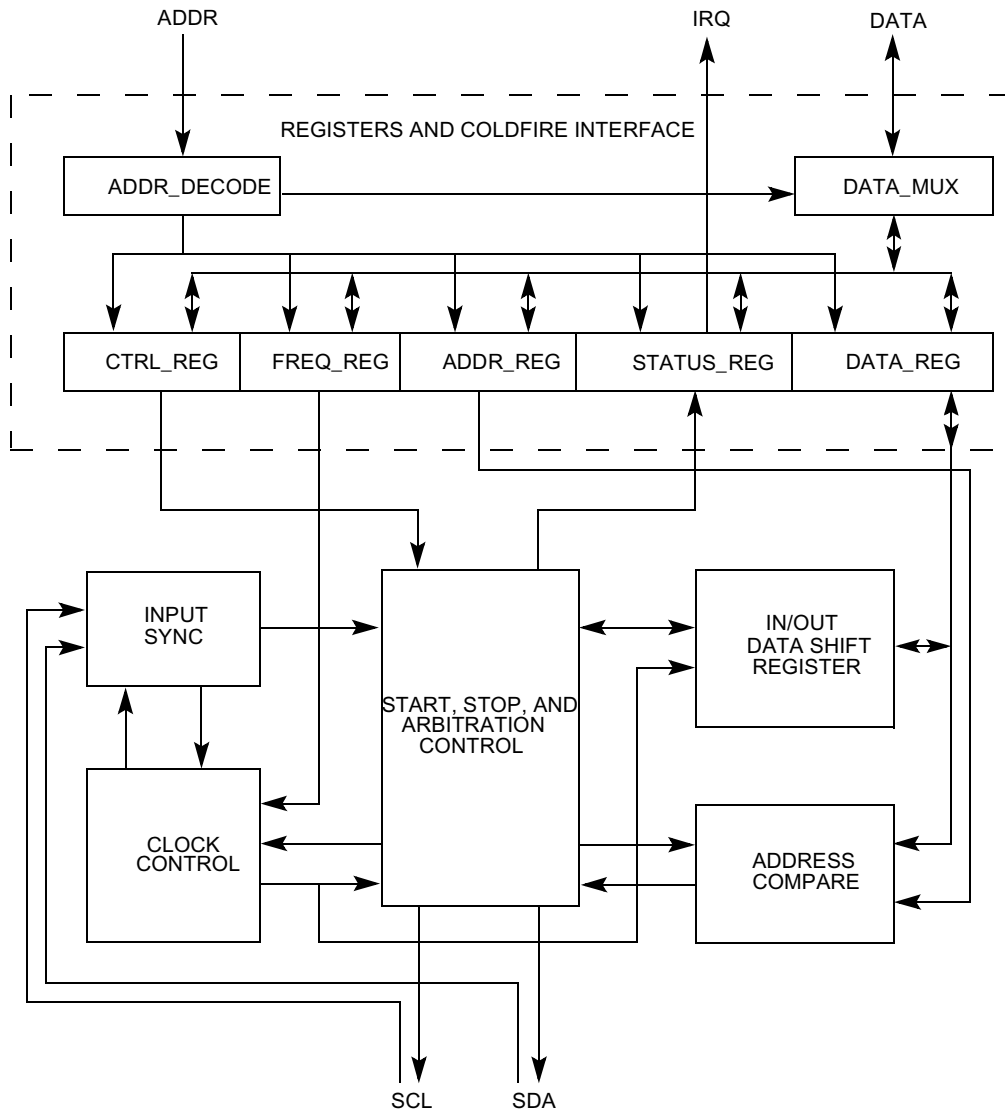 ADDR
IRQ
DATA
REGISTERS AND COLDFIRE INTERFACE
ADDR_DECODE
DATA_MUX
CTRL_REG
FREQ_REG
ADDR_REG
STATUS_REG
DATA_REG
INPUT
SYNC
START, STOP, AND
ARBITRATION
CONTROL
IN/OUT
DATA SHIFT
REGISTER
CLOCK
CONTROL
ADDRESS
COMPARE
SCL
SDA